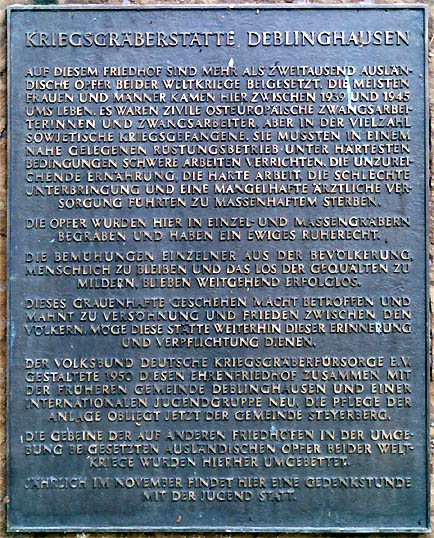 KRIEGSGRÄBERSTÄTTE DEBLINGHAUSEN
AUF DIESEM FRIEDHOF SIND MEHR ALS ZWEITAUSEND AUSLÄN-
DISCHE OPFER BEIDER WELTKRIEGE BEIGESETZT. DIE MEISTEN
FRAUEN UND MÄNNER KAMEN HIER ZWISCHEN 1939 UND 1945
UMS LEBEN. ES WAREN ZIVILE OSTEUROPÄISCHE ZWANGSARBEI-
TERINNEN UND ZWANGSARBEITER, ABER IN DER VIELZAHL
SOWJETISCHE KRIEGSGEFANGENE. SIE MUSSTEN IN EINEM
NAHE GELEGENEN RÜSTUNGSBETRIEB UNTER HÄRTESTEN
BEDINGUNGEN SCHWERE ARBEITEN VERRICHTEN. DIE UNZUREI-
CHENDE ERNÄHRUNG, DIE HARTE ARBEIT, DIE SCHLECHTE
UNTERBRINGUNG UND EINE MANGELHAFTE ÄRZTLICHE VER-
SORGUNG FÜHRTEN ZU MASSENHAFTEM STERBEN.
DIE OPFER WURDEN HIER IN EINZEL- UND MASSENGRÄBERN
BEGRABEN UND HABEN EIN EWIGES RUHERECHT.
DIE BEMÜHUNGEN EINZELNER AUS DER BEVÖLKERUNG,
MENSCHLICH ZU BLEIBEN UND DAS LOS DER GEQUÄLTEN ZU
MILDERN, BLIEBEN WEITGEHEND ERFOLGLOS.
DIESES GRAUENHAFTE GESCHEHEN MACHT BETROFFEN UND
MAHNT ZU VERSÖHNUNG UND FRIEDEN ZWISCHEN DEN
VÖLKERN. MÖGE DIESE STÄTTE WEITERHIN DIESER ERINNERUNG
UND VERPFLICHTUNG DIENEN.
DER VOLKSBUND DEUTSCHE KRIEGSGRÄBERFÜRSORGE E.V.
GESTALTETE DIESEN EHRENFRIEDHOF ZUSAMMEN MIT
DER FRÜHEREN GEMEINDE DEBLINGHAUSEN UND EINER
INTERNATIONALEN JUGENDGRUPPE NEU. DIE PFLEGE DER
ANLAGE OBLIEGT JETZT DER GEMEINDE STEYERBERG.
DIE GEBEINE DER AUF ANDEREN FRIEDHÖFEN IN DER UMGE-
BUNG BEIGESETZTEN AUSLÄNDISCHEN OPFER BEIDER WELT-
KRIEGE WURDEN HIERHER UMGEBETTET.
JÄHRLICH IM NOVEMBER FINDET HIER EINE GEDENKSTUNDE
MIT DER JUGEND STATT.